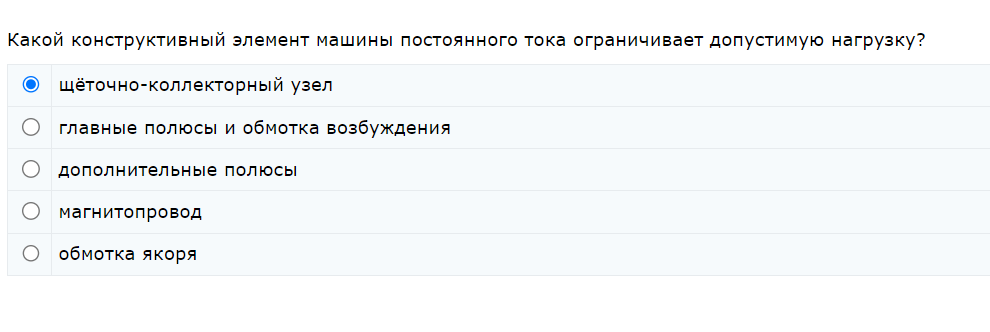 Какой конструктивный элемент машины постоянного тока ограничивает допустимую нагрузку?
щёточно-коллекторный узел
главные полюсы и обмотка возбуждения
дополнительные полюсы
магнитопровод
обмотка якоря